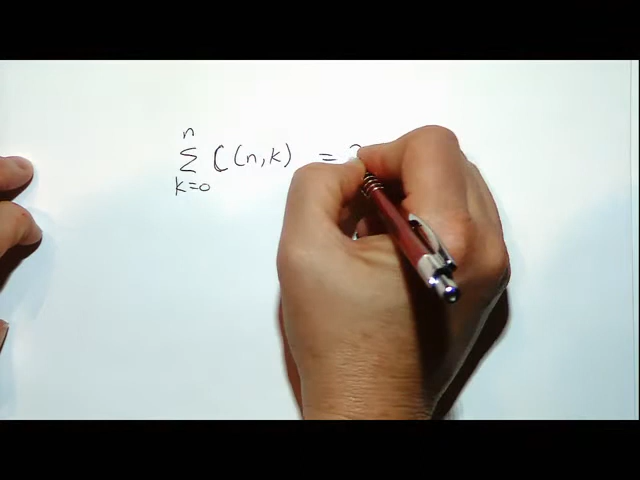 n
Σ C(n,k) =
k=0